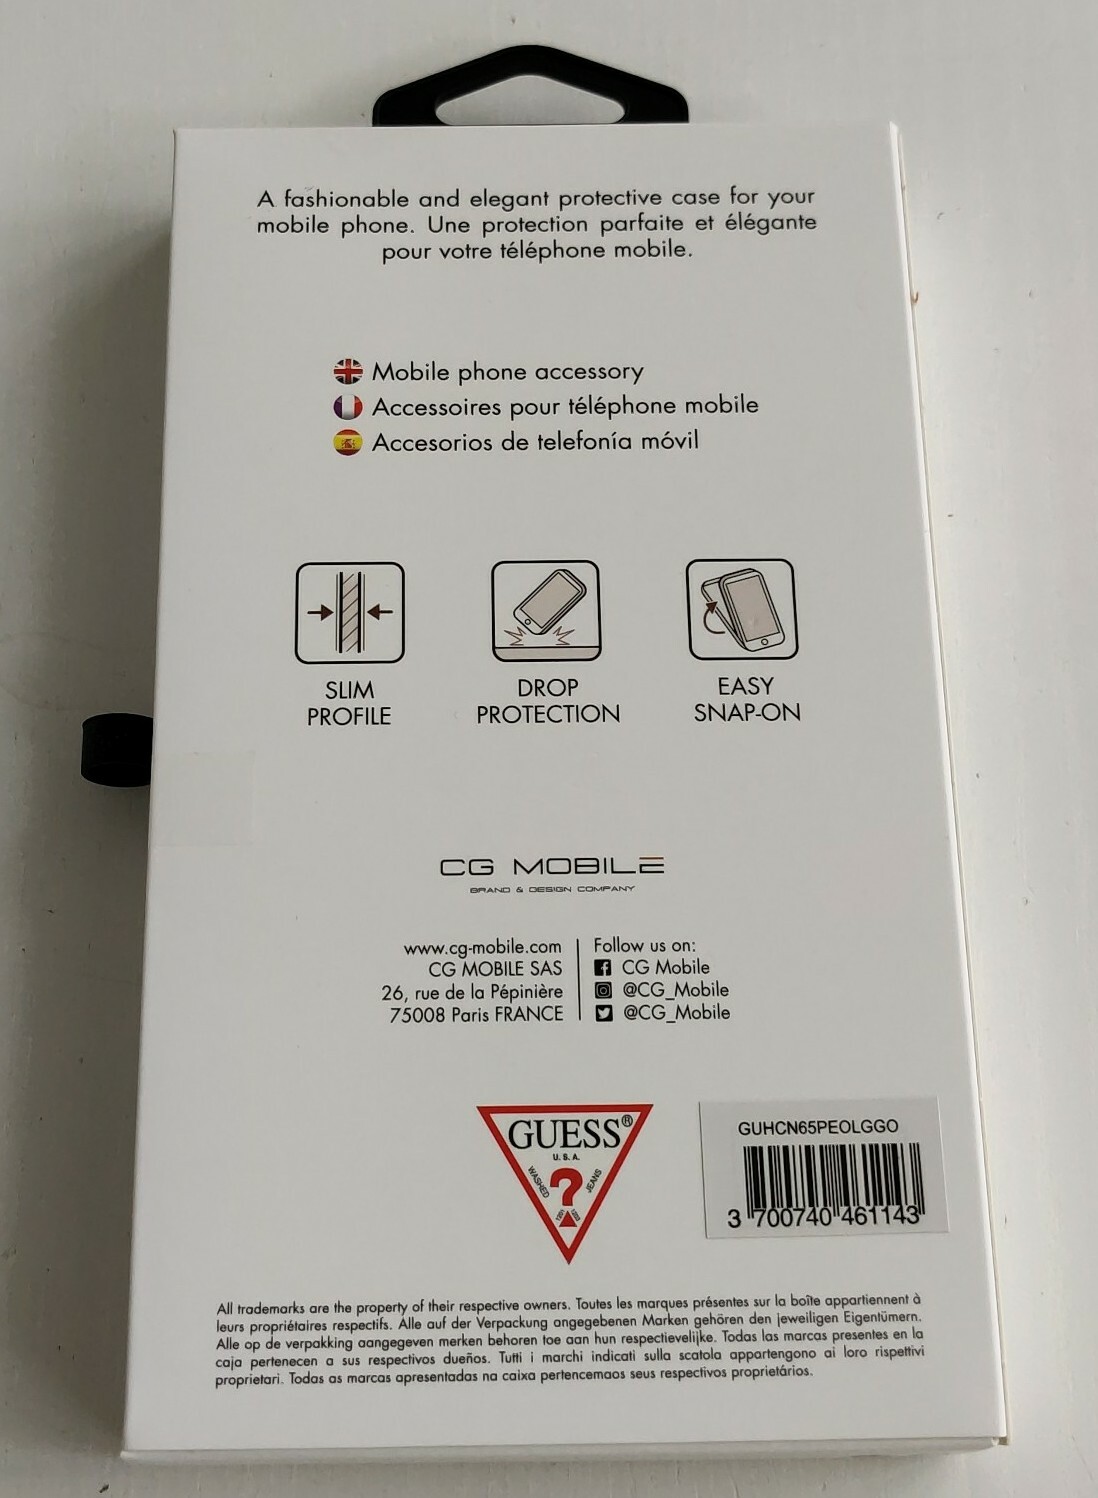 A fashionable and elegant protective case for your
mobile phone. Une protection parfaite et élégante
pour votre téléphone mobile.
Mobile phone accessory
Accessoires pour téléphone mobile
Accesorios de telefonía móvil
SLIM
PROFILE
DROP
PROTECTION
EASY
SNAP-ON
CG MOBILE
BRAND & DESIGN COMPANY
www.cg-mobile.com
CG MOBILE SAS
26, rue de la Pépinière
75008 Paris FRANCE
Follow us on:
CG Mobile
@CG_Mobile
@CG_Mobile
GUESS®
U.S.A.
WASHED
?
JEANS
GUHCN65PEOLGGO
3 700740 461143
All trademarks are the property of their respective owners. Toutes les marques présentes sur la boîte appartiennent à
leurs propriétaires respectifs. Alle auf der Verpackung angegebenen Marken gehören den jeweiligen Eigentümern.
Alle op de verpakking aangegeven merken behoren toe aan hun respectievelijke. Todas las marcas presentes en la
caja pertenecen a sus respectivos dueños. Tutti i marchi indicati sulla scatola appartengono ai loro rispettivi
proprietari. Todas as marcas apresentadas na caixa pertencemaos seus respectivos proprietários.